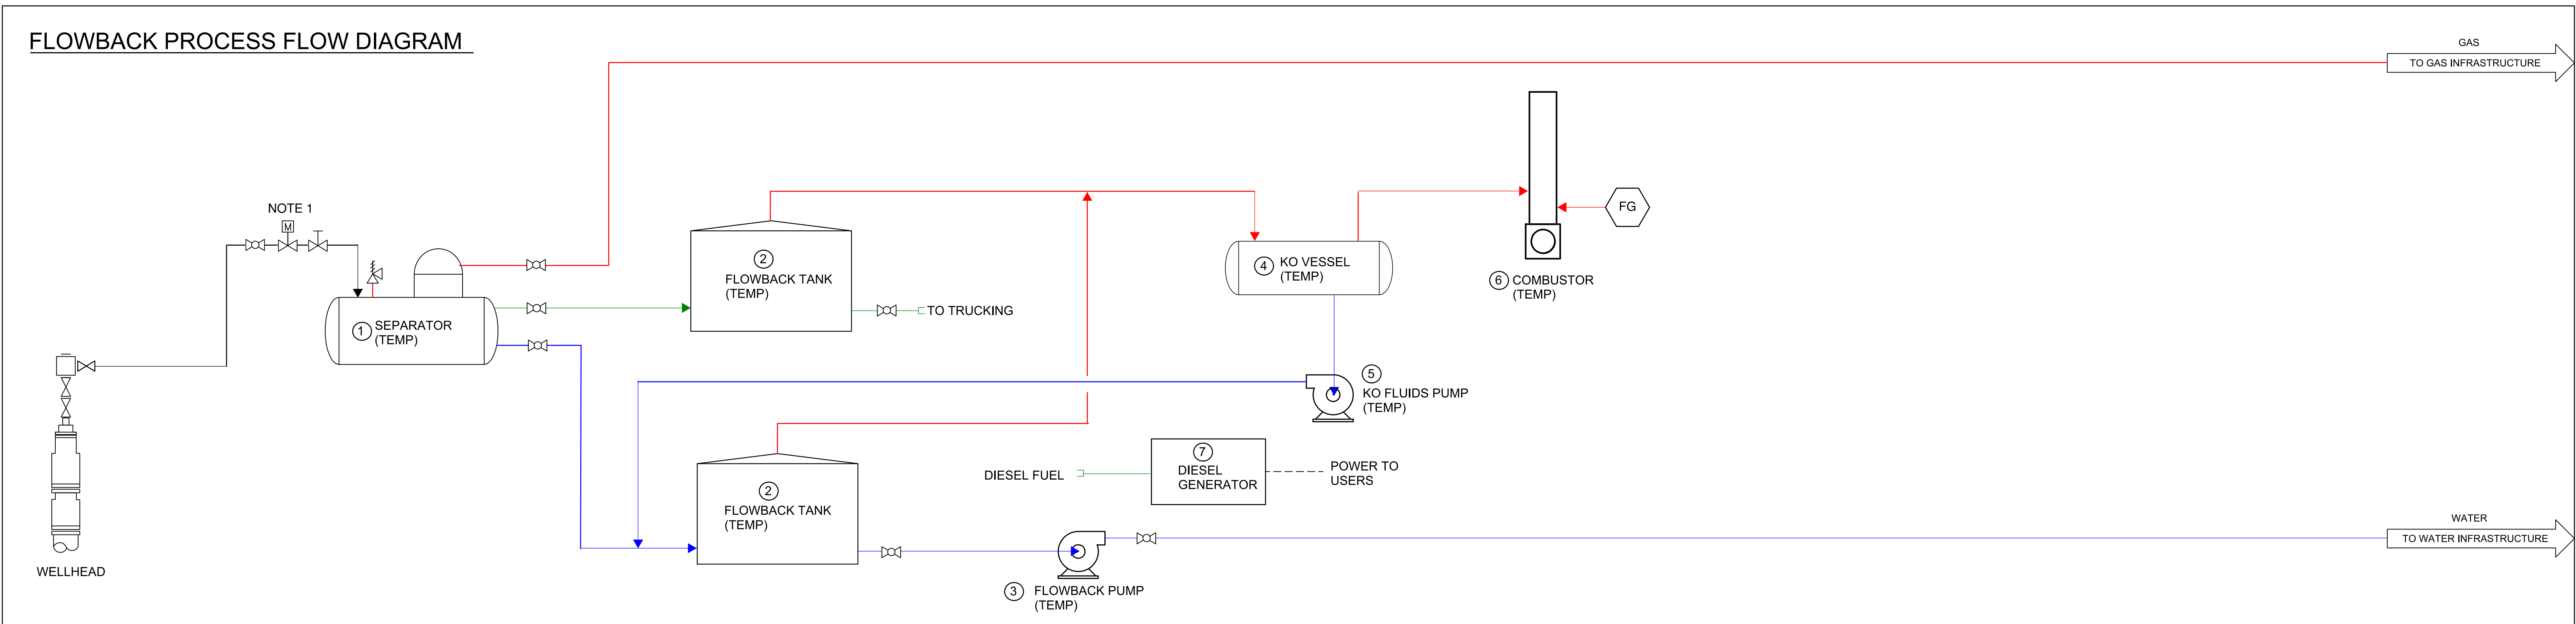 FLOWBACK PROCESS FLOW DIAGRAM
GAS
TO GAS INFRASTRUCTURE
NOTE 1
M
FG
2
FLOWBACK TANK
(TEMP)
4 KO VESSEL
(TEMP)
6 COMBUSTOR
(TEMP)
TO TRUCKING
1 SEPARATOR
(TEMP)
5
KO FLUIDS PUMP
(TEMP)
7
DIESEL
GENERATOR
DIESEL FUEL
POWER TO
USERS
2
FLOWBACK TANK
(TEMP)
WATER
TO WATER INFRASTRUCTURE
WELLHEAD
3 FLOWBACK PUMP
(TEMP)